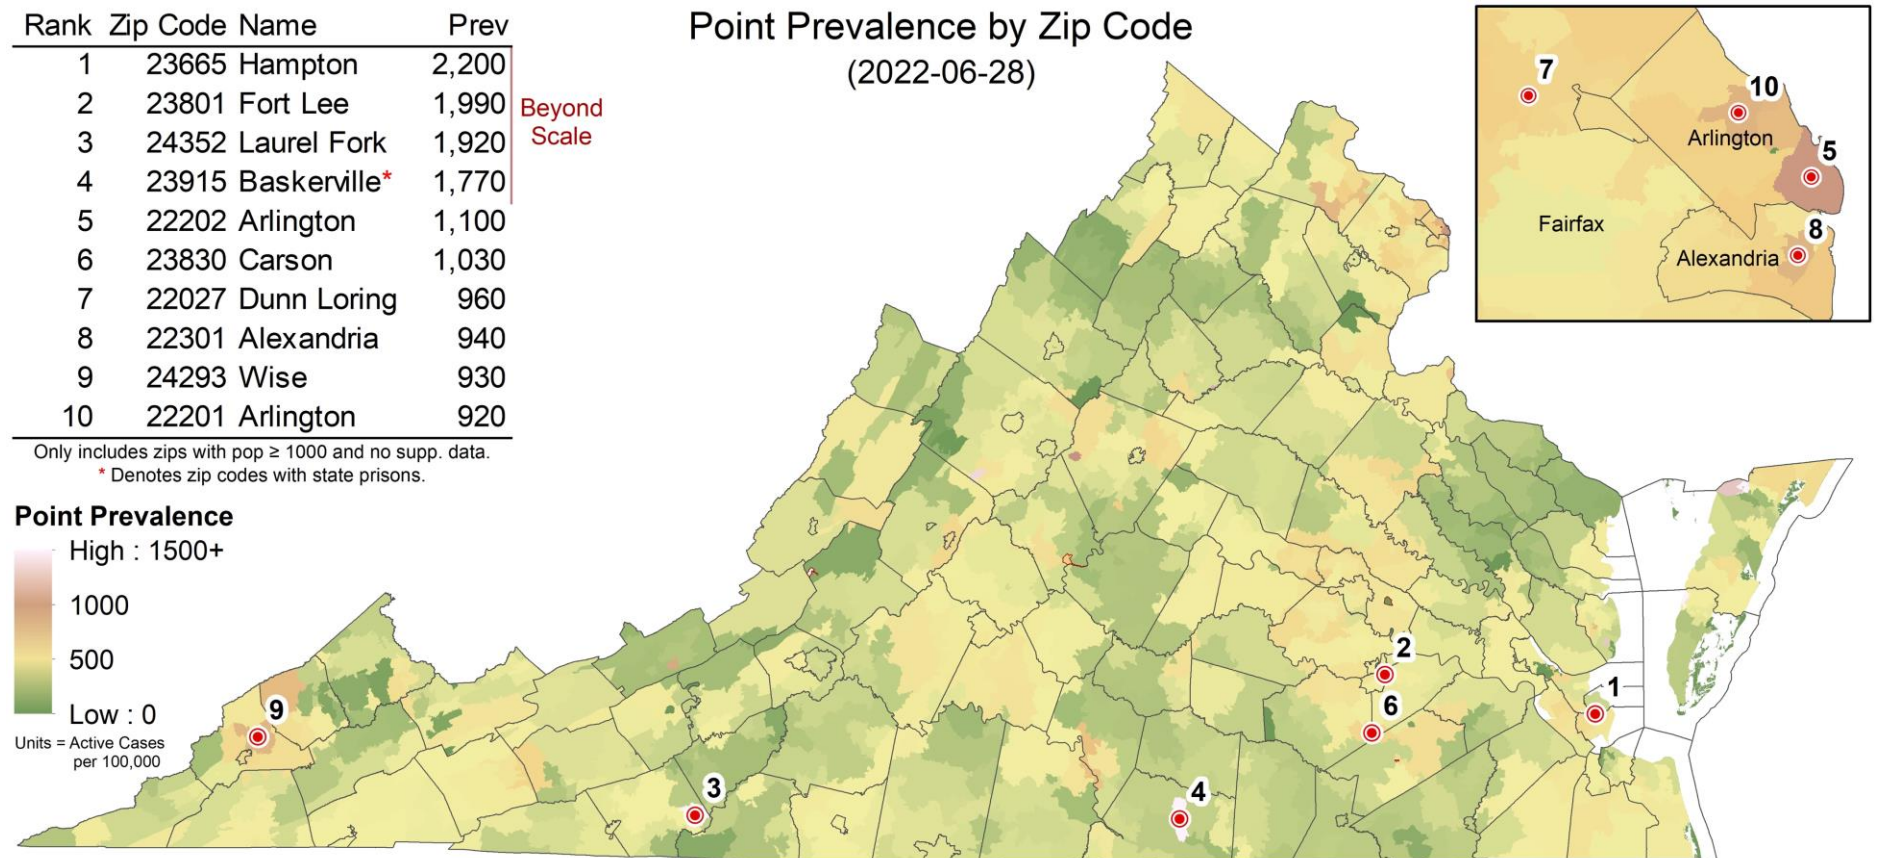 Rank Zip Code Name Prev
1 23665 Hampton 2,200
2 23801 Fort Lee 1,990
3 24352 Laurel Fork 1,920
4 23915 Baskerville* 1,770
5 22202 Arlington 1,100
6 23830 Carson 1,030
7 22027 Dunn Loring 960
8 22301 Alexandria 940
9 24293 Wise 930
10 22201 Arlington 920
Beyond
Scale
Only includes zips with pop ≥ 1000 and no supp. data.
* Denotes zip codes with state prisons.
Point Prevalence by Zip Code
(2022-06-28)
7
10
Arlington
5
Fairfax
8
Alexandria
Point Prevalence
High : 1500+
1000
500
Low : 0
Units = Active Cases
per 100,000
2
1
6
9
3
4